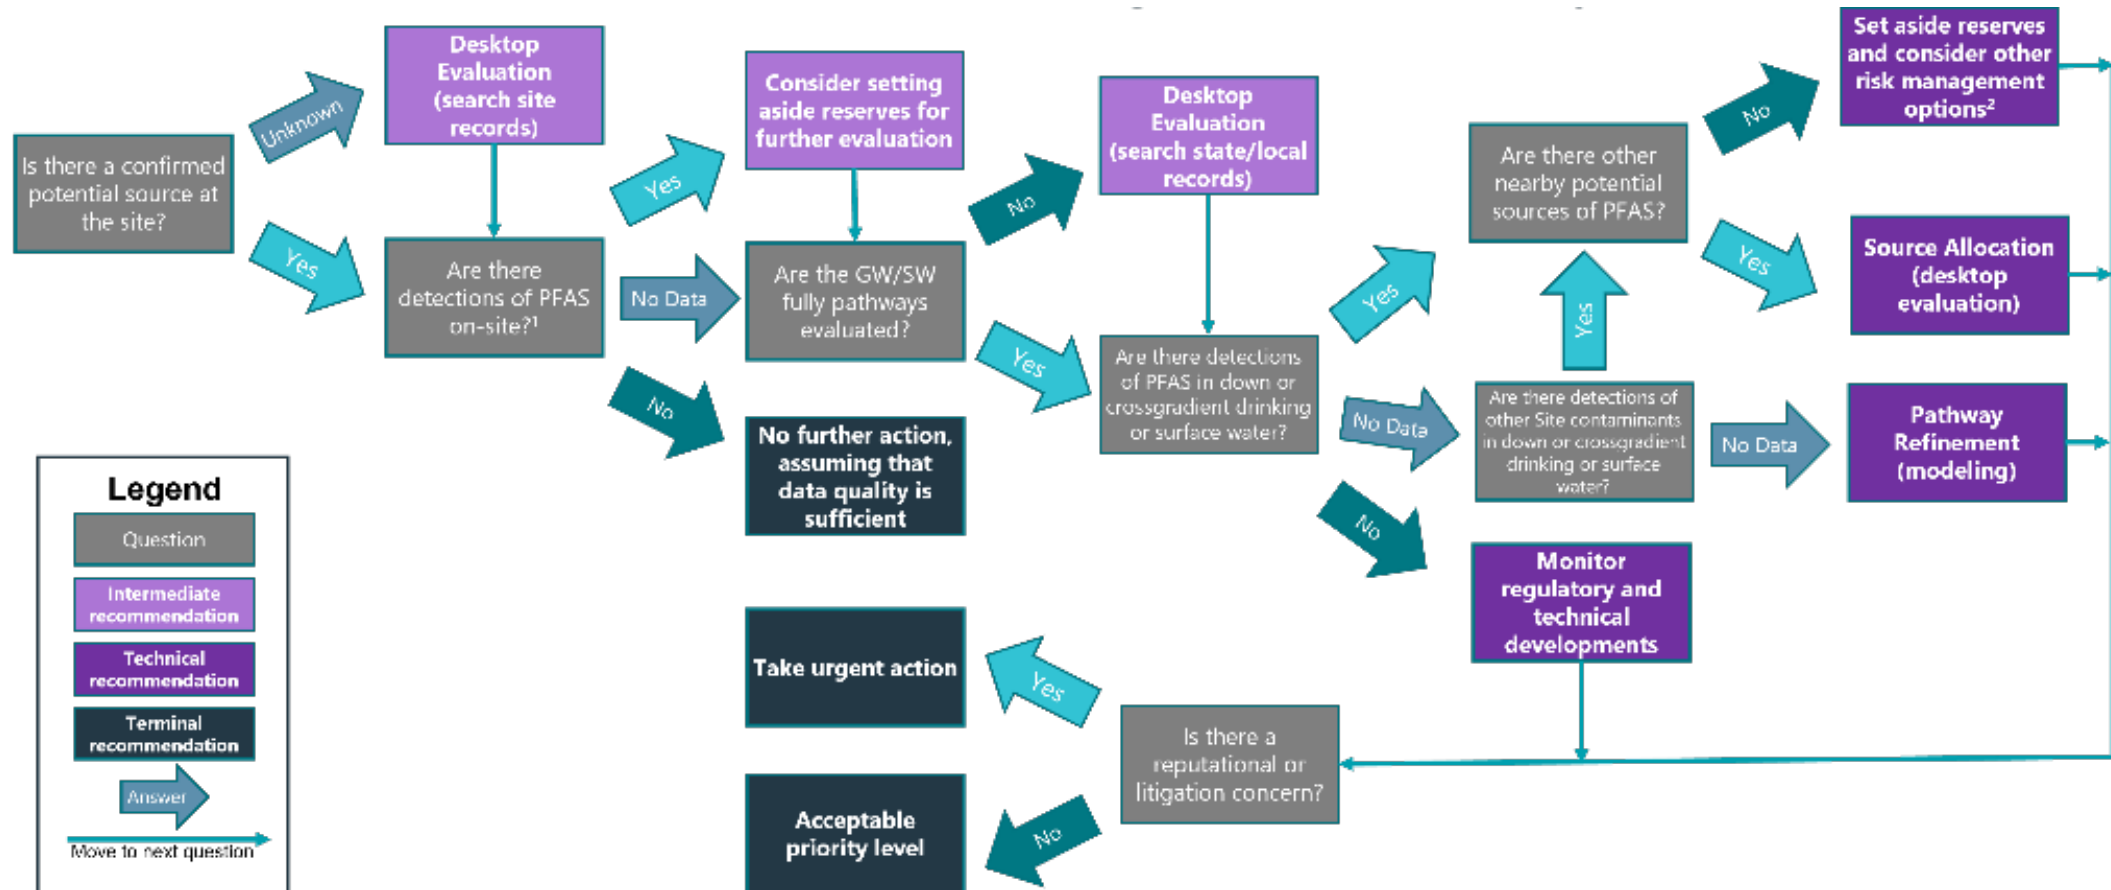 Is there a confirmed
potential source at
the site?
Unknown
Yes
Desktop
Evaluation
(search site
records)
Are there
detections of PFAS
on-site?¹
Yes
No Data
No
Consider setting
aside reserves for
further evaluation
Are the GW/SW
fully pathways
evaluated?
No further action,
assuming that
data quality is
sufficient
No
Yes
Desktop
Evaluation
(search state/local
records)
Are there detections
of PFAS in down or
crossgradient drinking
or surface water?
Yes
No Data
No
Are there other
nearby potential
sources of PFAS?
Yes
Are there detections of
other Site contaminants
in down or crossgradient
drinking or surface
water?
Monitor
regulatory and
technical
developments
No
Yes
No Data
Set aside reserves
and consider other
risk management
options²
Source Allocation
(desktop
evaluation)
Pathway
Refinement
(modeling)
Is there a
reputational or
litigation concern?
Yes
No
Take urgent action
Acceptable
priority level
Legend
Question
Intermediate
recommendation
Technical
recommendation
Terminal
recommendation
Answer
Move to next question